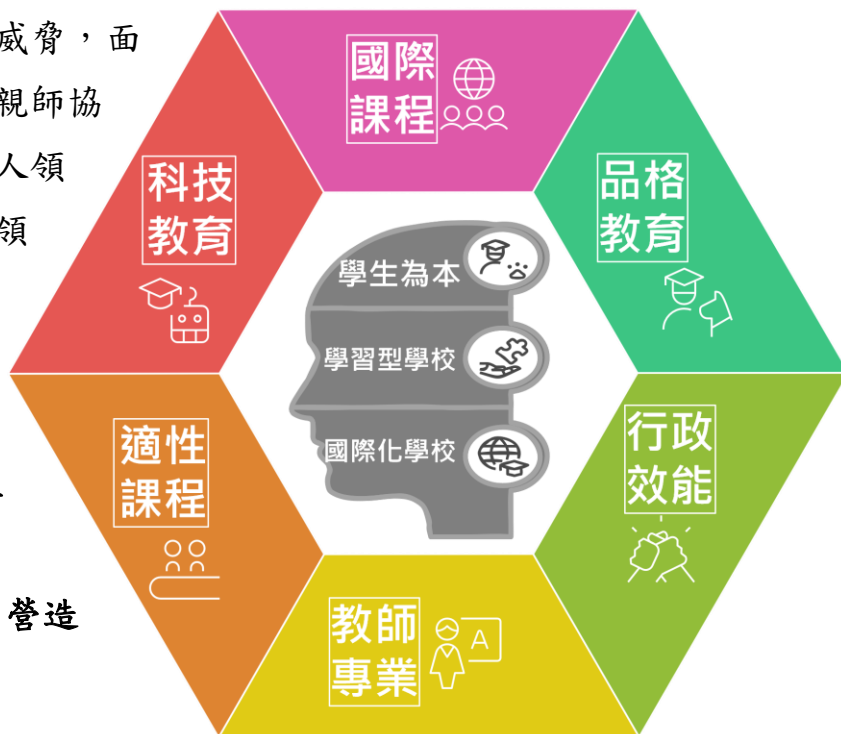 威脅，面
親師協
人領
領
營造
國際
課程
品格
教育
行政
效能
教師
專業
A
適性
課程
科技
教育
學生為本
學習型學校
國際化學校